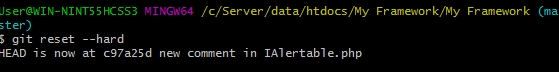 User@WIN-NINT55HCSS3 MINGW64 /c/Server/data/htdocs/My Framework/My Framework (ma
ster)
$ git reset --hard
HEAD is now at c97a25d new comment in IAlertable.php